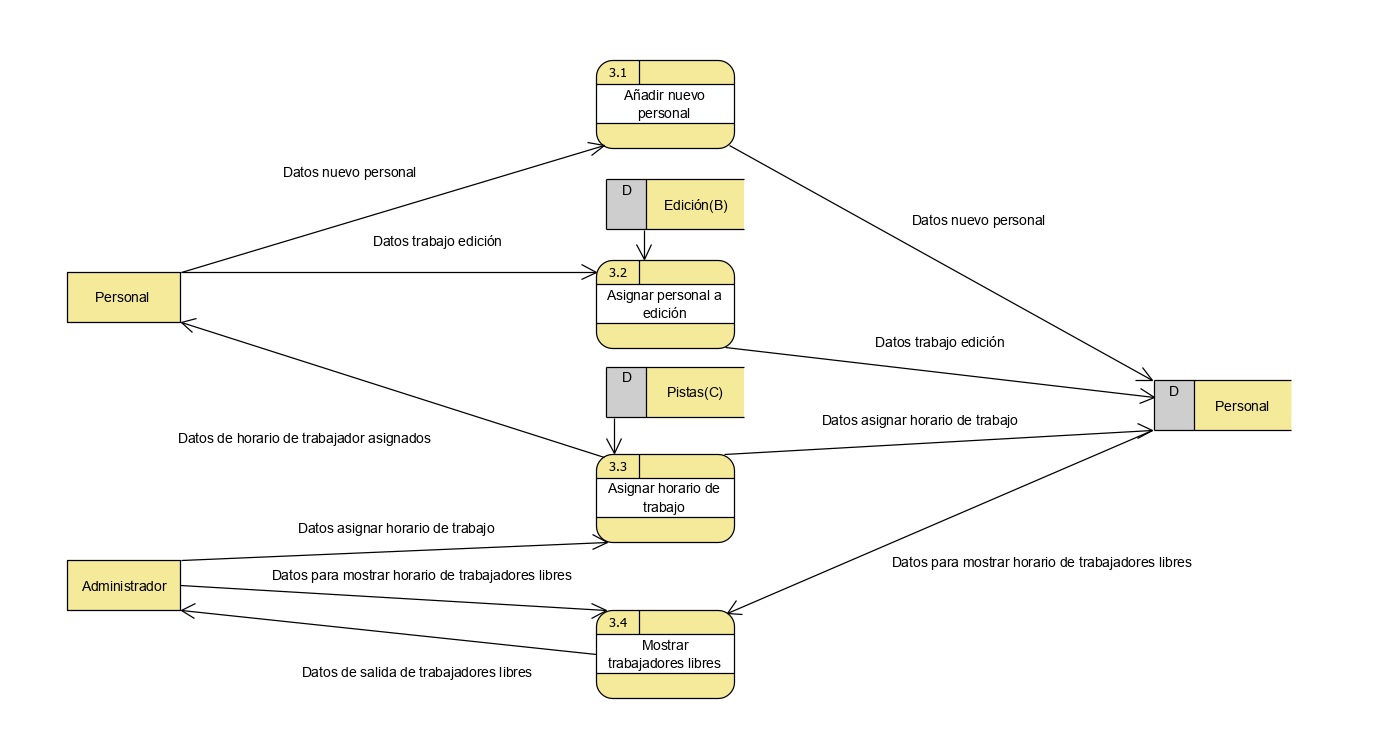 3.1
Añadir nuevo
personal
Datos nuevo personal
D
Edición(B)
Datos nuevo personal
Datos trabajo edición
3.2
Personal
Asignar personal a
edición
Datos trabajo edición
D
Pistas(C)
D
Personal
Datos asignar horario de trabajo
Datos de horario de trabajador asignados
3.3
Asignar horario de
trabajo
Datos asignar horario de trabajo
Administrador
Datos para mostrar horario de trabajadores libres
Datos para mostrar horario de trabajadores libres
3.4
Mostrar
trabajadores libres
Datos de salida de trabajadores libres